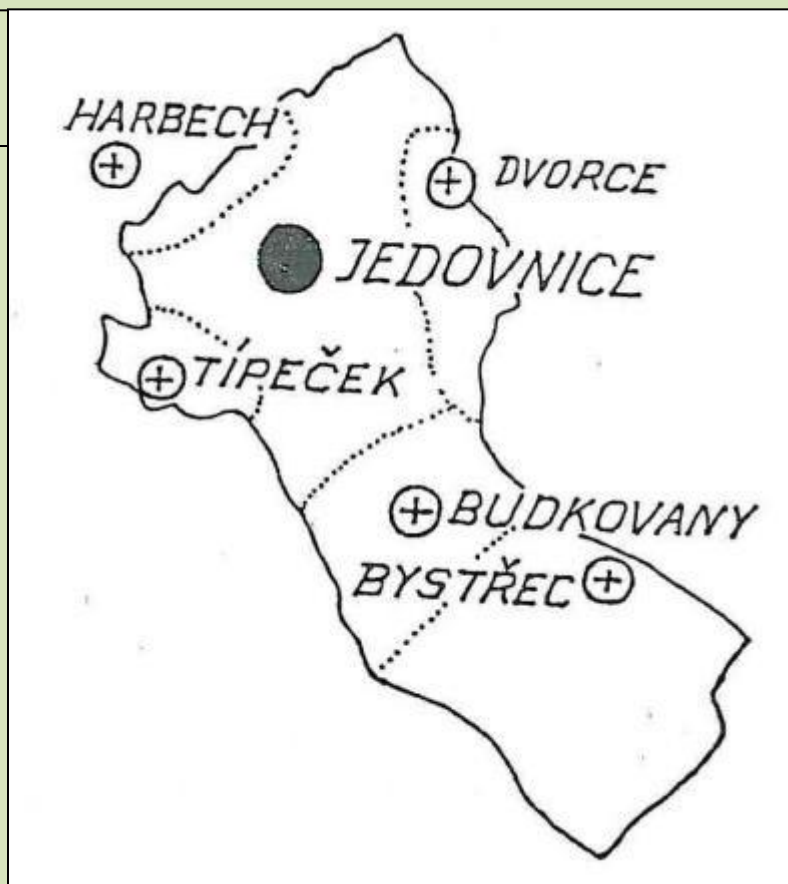 HARBECH
DVORCE
JEDOVNICE
TÍPEČEK
BUDKOVANY
BYSTŘEC